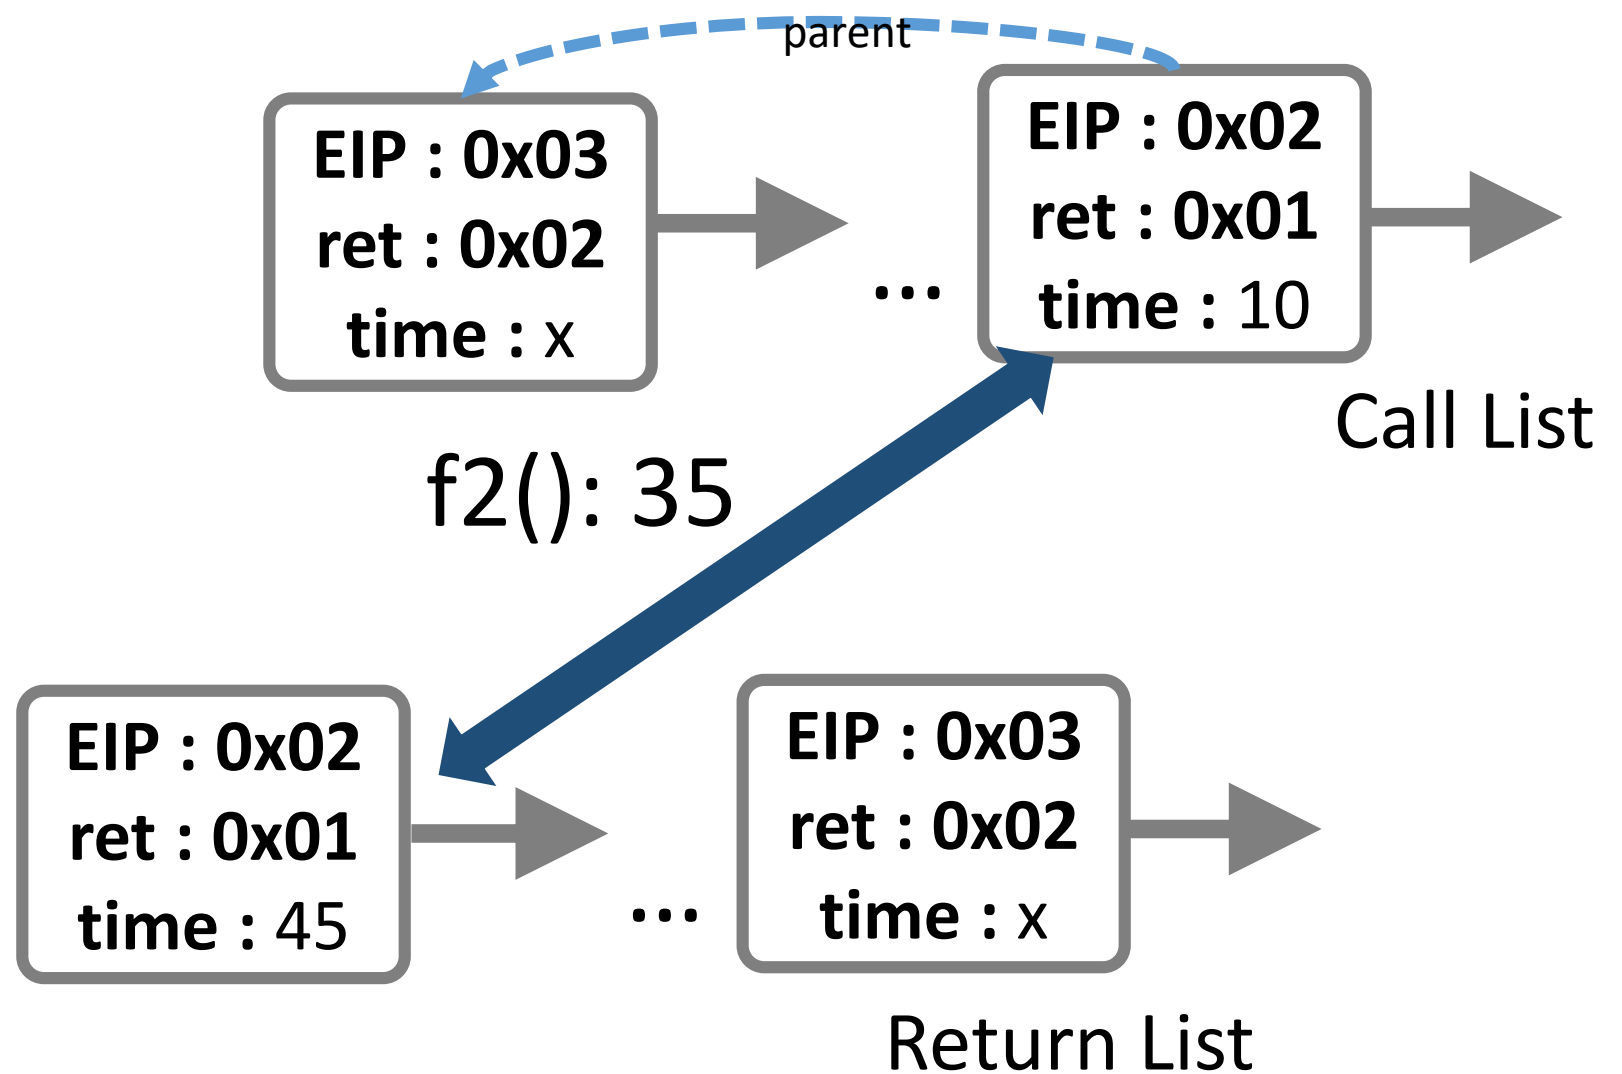 parent
EIP : 0x03
ret : 0x02
time : x
...
EIP : 0x02
ret : 0x01
time : 10
Call List
f2(): 35
EIP : 0x02
ret : 0x01
time : 45
...
EIP : 0x03
ret : 0x02
time : x
Return List